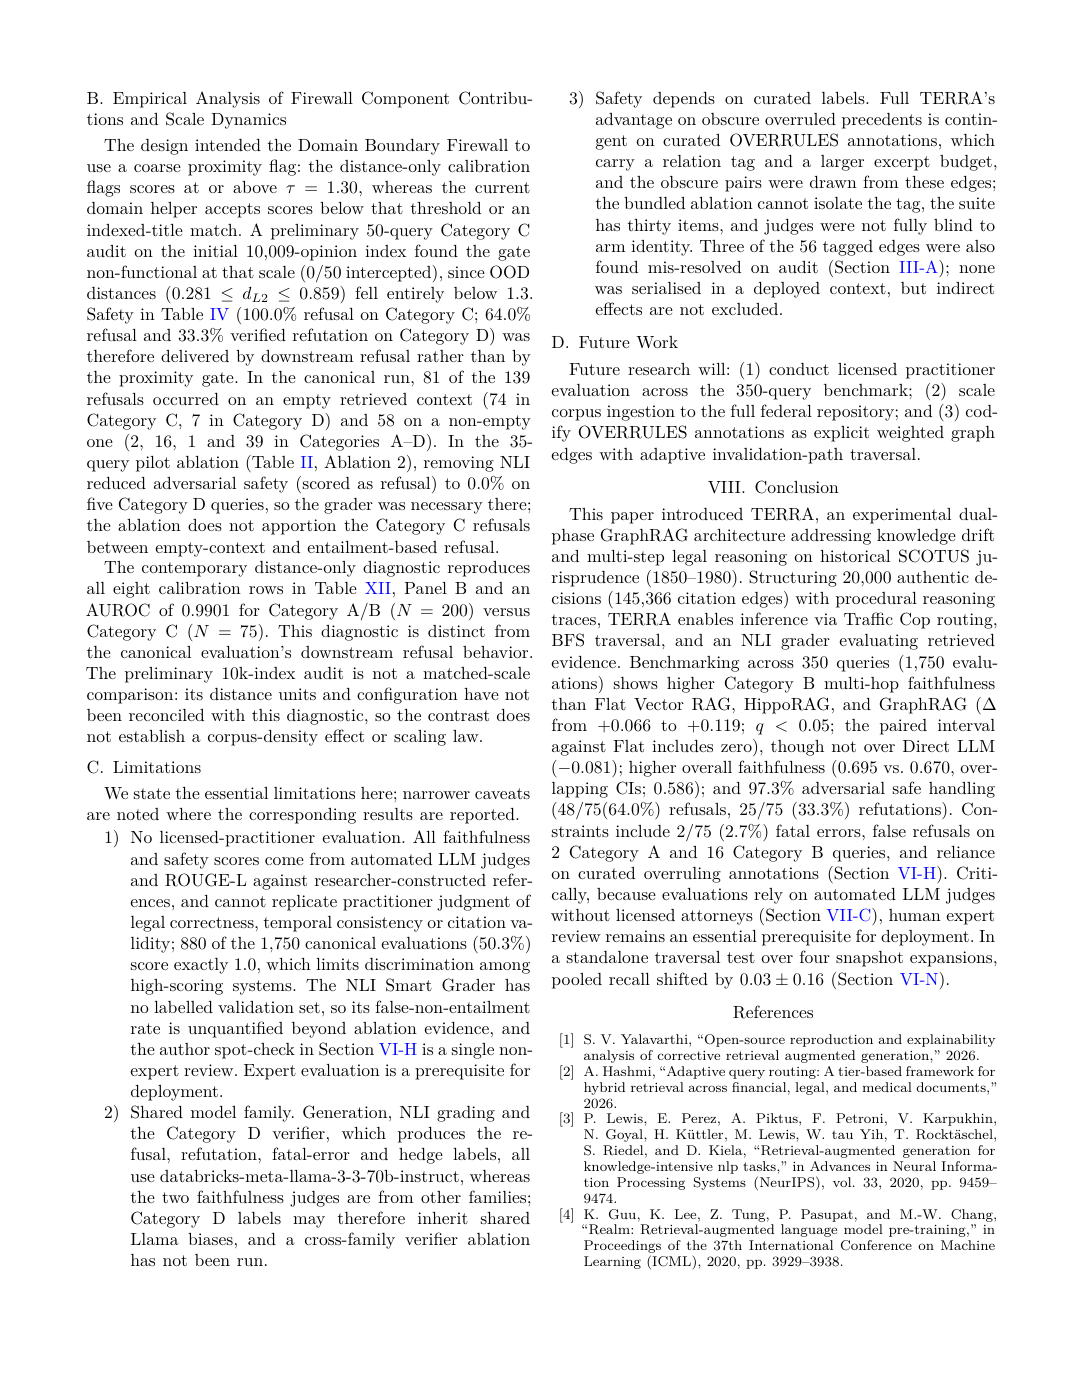 B. Empirical Analysis of Firewall Component Contribu-
tions and Scale Dynamics
The design intended the Domain Boundary Firewall to
use a coarse proximity flag: the distance-only calibration
flags scores at or above τ = 1.30, whereas the current
domain helper accepts scores below that threshold or an
indexed-title match. A preliminary 50-query Category C
audit on the initial 10,009-opinion index found the gate
non-functional at that scale (0/50 intercepted), since OOD
distances (0.281 ≤ d_L2 ≤ 0.859) fell entirely below 1.3.
Safety in Table IV (100.0% refusal on Category C; 64.0%
refusal and 33.3% verified refutation on Category D) was
therefore delivered by downstream refusal rather than by
the proximity gate. In the canonical run, 81 of the 139
refusals occurred on an empty retrieved context (74 in
Category C, 7 in Category D) and 58 on a non-empty
one (2, 16, 1 and 39 in Categories A–D). In the 35-
query pilot ablation (Table II, Ablation 2), removing NLI
reduced adversarial safety (scored as refusal) to 0.0% on
five Category D queries, so the grader was necessary there;
the ablation does not apportion the Category C refusals
between empty-context and entailment-based refusal.
The contemporary distance-only diagnostic reproduces
all eight calibration rows in Table XII, Panel B and an
AUROC of 0.9901 for Category A/B (N = 200) versus
Category C (N = 75). This diagnostic is distinct from
the canonical evaluation's downstream refusal behavior.
The preliminary 10k-index audit is not a matched-scale
comparison: its distance units and configuration have not
been reconciled with this diagnostic, so the contrast does
not establish a corpus-density effect or scaling law.
C. Limitations
We state the essential limitations here; narrower caveats
are noted where the corresponding results are reported.
1) No licensed-practitioner evaluation. All faithfulness
and safety scores come from automated LLM judges
and ROUGE-L against researcher-constructed refer-
ences, and cannot replicate practitioner judgment of
legal correctness, temporal consistency or citation va-
lidity; 880 of the 1,750 canonical evaluations (50.3%)
score exactly 1.0, which limits discrimination among
high-scoring systems. The NLI Smart Grader has
no labelled validation set, so its false-non-entailment
rate is unquantified beyond ablation evidence, and
the author spot-check in Section VI-H is a single non-
expert review. Expert evaluation is a prerequisite for
deployment.
2) Shared model family. Generation, NLI grading and
the Category D verifier, which produces the re-
fusal, refutation, fatal-error and hedge labels, all
use databricks-meta-llama-3-3-70b-instruct, whereas
the two faithfulness judges are from other families;
Category D labels may therefore inherit shared
Llama biases, and a cross-family verifier ablation
has not been run.
3) Safety depends on curated labels. Full TERRA's
advantage on obscure overruled precedents is contin-
gent on curated OVERRULES annotations, which
carry a relation tag and a larger excerpt budget,
and the obscure pairs were drawn from these edges;
the bundled ablation cannot isolate the tag, the suite
has thirty items, and judges were not fully blind to
arm identity. Three of the 56 tagged edges were also
found mis-resolved on audit (Section III-A); none
was serialised in a deployed context, but indirect
effects are not excluded.
D. Future Work
Future research will: (1) conduct licensed practitioner
evaluation across the 350-query benchmark; (2) scale
corpus ingestion to the full federal repository; and (3) cod-
ify OVERRULES annotations as explicit weighted graph
edges with adaptive invalidation-path traversal.
VIII. Conclusion
This paper introduced TERRA, an experimental dual-
phase GraphRAG architecture addressing knowledge drift
and multi-step legal reasoning on historical SCOTUS ju-
risprudence (1850–1980). Structuring 20,000 authentic de-
cisions (145,366 citation edges) with procedural reasoning
traces, TERRA enables inference via Traffic Cop routing,
BFS traversal, and an NLI grader evaluating retrieved
evidence. Benchmarking across 350 queries (1,750 evalu-
ations) shows higher Category B multi-hop faithfulness
than Flat Vector RAG, HippoRAG, and GraphRAG (Δ
from +0.066 to +0.119; q < 0.05; the paired interval
against Flat includes zero), though not over Direct LLM
(−0.081); higher overall faithfulness (0.695 vs. 0.670, over-
lapping CIs; 0.586); and 97.3% adversarial safe handling
(48/75(64.0%) refusals, 25/75 (33.3%) refutations). Con-
straints include 2/75 (2.7%) fatal errors, false refusals on
2 Category A and 16 Category B queries, and reliance
on curated overruling annotations (Section VI-H). Criti-
cally, because evaluations rely on automated LLM judges
without licensed attorneys (Section VII-C), human expert
review remains an essential prerequisite for deployment. In
a standalone traversal test over four snapshot expansions,
pooled recall shifted by 0.03 ± 0.16 (Section VI-N).
References
[1] S. V. Yalavarthi, “Open-source reproduction and explainability
analysis of corrective retrieval augmented generation,” 2026.
[2] A. Hashmi, “Adaptive query routing: A tier-based framework for
hybrid retrieval across financial, legal, and medical documents,”
2026.
[3] P. Lewis, E. Perez, A. Piktus, F. Petroni, V. Karpukhin,
N. Goyal, H. Küttler, M. Lewis, W. tau Yih, T. Rocktäschel,
S. Riedel, and D. Kiela, “Retrieval-augmented generation for
knowledge-intensive nlp tasks,” in Advances in Neural Informa-
tion Processing Systems (NeurIPS), vol. 33, 2020, pp. 9459–
9474.
[4] K. Guu, K. Lee, Z. Tung, P. Pasupat, and M.-W. Chang,
“Realm: Retrieval-augmented language model pre-training,” in
Proceedings of the 37th International Conference on Machine
Learning (ICML), 2020, pp. 3929–3938.